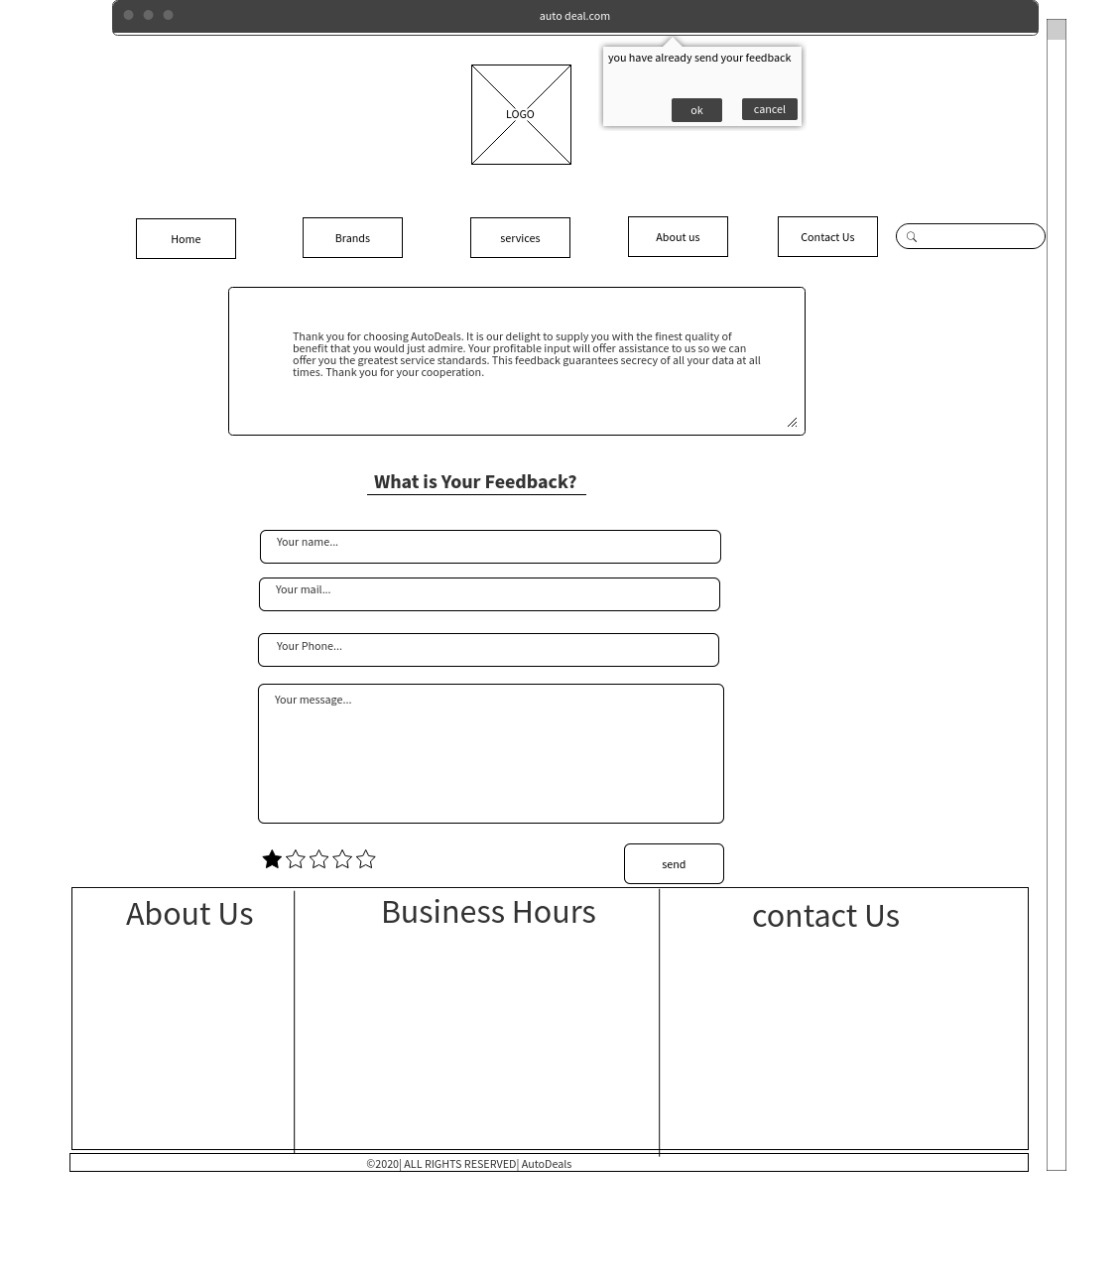 auto deal.com
you have already send your feedback
ok
cancel
LOGO
Home
Brands
services
About us
Contact Us
Thank you for choosing AutoDeals. It is our delight to supply you with the finest quality of
benefit that you would just admire. Your profitable input will offer assistance to us so we can
offer you the greatest service standards. This feedback guarantees secrecy of all your data at all
times. Thank you for your cooperation.
What is Your Feedback?
Your name...
Your mail...
Your Phone...
Your message...
send
About Us
Business Hours
contact Us
©2020| ALL RIGHTS RESERVED| AutoDeals